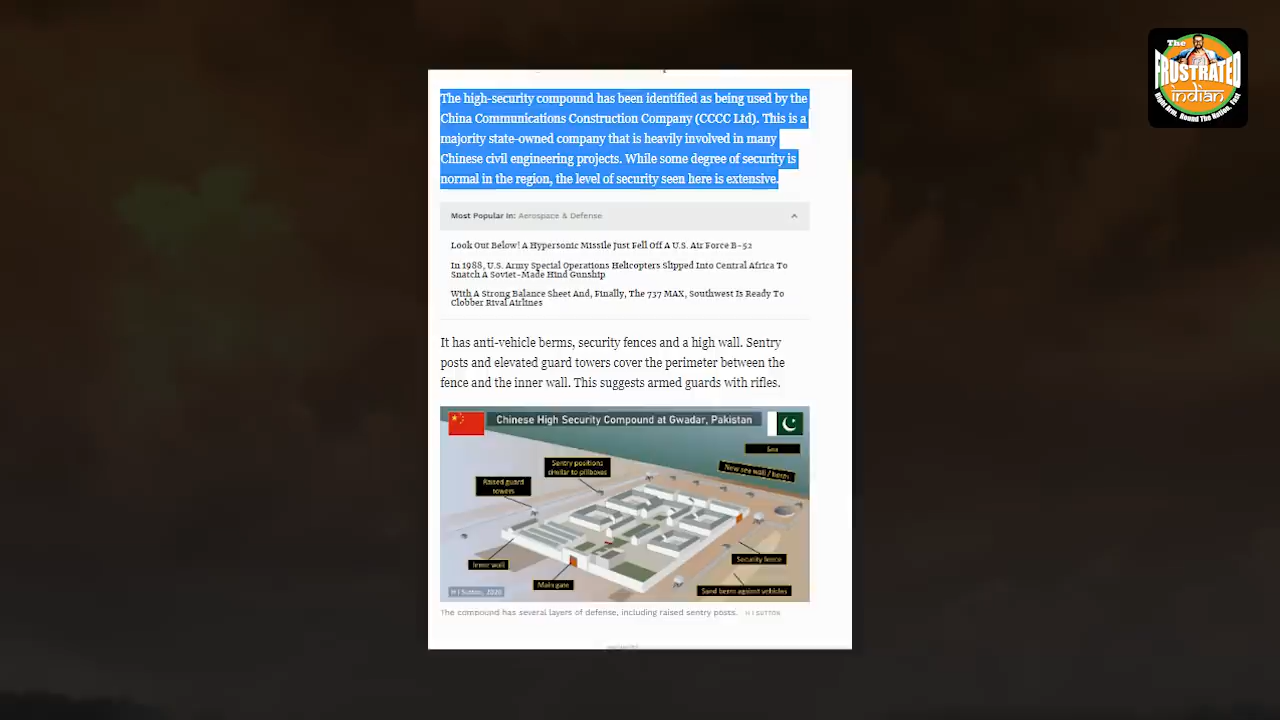 The
FRUSTRATED
indian
Right Arm, Round The Nation, Fast
The high-security compound has been identified as being used by the
China Communications Construction Company (CCCC Ltd). This is a
majority state-owned company that is heavily involved in many
Chinese civil engineering projects. While some degree of security is
normal in the region, the level of security seen here is extensive.
Most Popular In: Aerospace & Defense
Look Out Below! A Hypersonic Missile Just Fell Off A U.S. Air Force B-52
In 1988, U.S. Army Special Operations Helicopters Slipped Into Central Africa To
Snatch A Soviet-Made Hind Gunship
With A Strong Balance Sheet And, Finally, The 737 MAX, Southwest Is Ready To
Clobber Rival Airlines
It has anti-vehicle berms, security fences and a high wall. Sentry
posts and elevated guard towers cover the perimeter between the
fence and the inner wall. This suggests armed guards with rifles.
Chinese High Security Compound at Gwadar, Pakistan
Sea
Sentry positions
similar to pillboxes
New sea wall / berm
Raised guard
towers
Inner wall
Main gate
Security fence
Sand berm against vehicles
H I Sutton, 2020
The compound has several layers of defense, including raised sentry posts. H I SUTTON